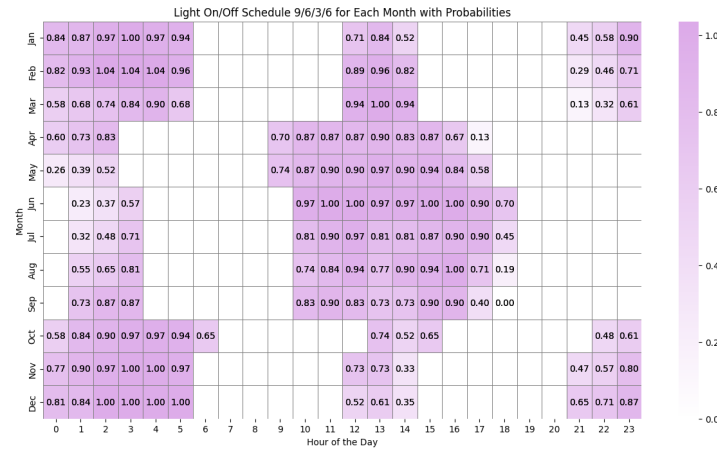 Light On/Off Schedule 9/6/3/6 for Each Month with Probabilities
Jan 0.84 0.87 0.97 1.00 0.97 0.94 0.71 0.84 0.52 0.45 0.58 0.90
Feb 0.82 0.93 1.04 1.04 1.04 0.96 0.89 0.96 0.82 0.29 0.46 0.71
Mar 0.58 0.68 0.74 0.84 0.90 0.68 0.94 1.00 0.94 0.13 0.32 0.61
Apr 0.60 0.73 0.83 0.70 0.87 0.87 0.87 0.90 0.83 0.87 0.67 0.13
May 0.26 0.39 0.52 0.74 0.87 0.90 0.90 0.97 0.90 0.94 0.84 0.58
Jun 0.23 0.37 0.57 0.97 1.00 1.00 0.97 0.97 1.00 1.00 0.90 0.70
Jul 0.32 0.48 0.71 0.81 0.90 0.97 0.81 0.81 0.87 0.90 0.90 0.45
Aug 0.55 0.65 0.81 0.74 0.84 0.94 0.77 0.90 0.94 1.00 0.71 0.19
Sep 0.73 0.87 0.87 0.83 0.90 0.83 0.73 0.73 0.90 0.90 0.40 0.00
Oct 0.58 0.84 0.90 0.97 0.97 0.94 0.65 0.74 0.52 0.65 0.48 0.61
Nov 0.77 0.90 0.97 1.00 1.00 0.97 0.73 0.73 0.33 0.47 0.57 0.80
Dec 0.81 0.84 1.00 1.00 1.00 1.00 0.52 0.61 0.35 0.65 0.71 0.87
0 1 2 3 4 5 6 7 8 9 10 11 12 13 14 15 16 17 18 19 20 21 22 23
Hour of the Day
Month
1.0
0.8
0.6
0.4
0.2
0.0